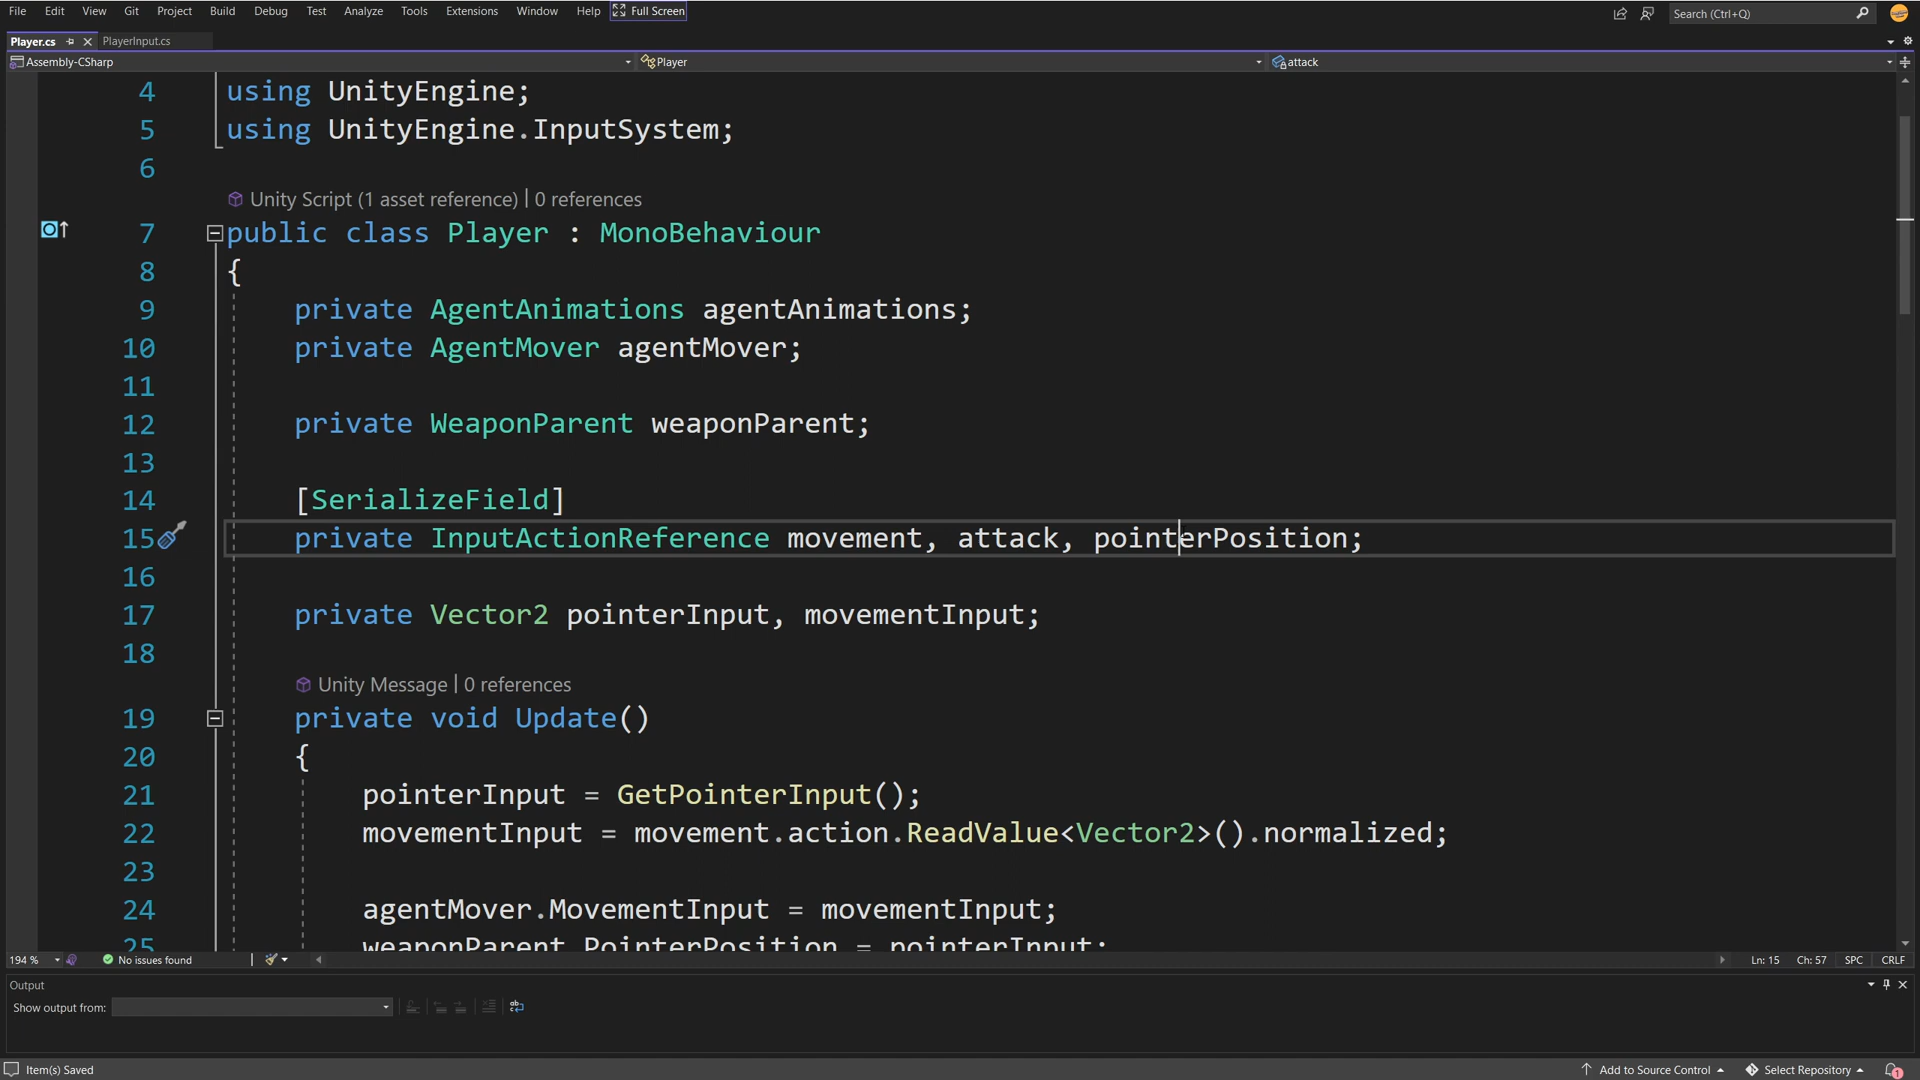 File Edit View Git Project Build Debug Test Analyze Tools Extensions Window Help Full Screen Search (Ctrl+Q)
Player.cs PlayerInput.cs
Assembly-CSharp Player attack
4 using UnityEngine;
5 using UnityEngine.InputSystem;
6
Unity Script (1 asset reference) | 0 references
7 public class Player : MonoBehaviour
8 {
9 private AgentAnimations agentAnimations;
10 private AgentMover agentMover;
11
12 private WeaponParent weaponParent;
13
14 [SerializeField]
15 private InputActionReference movement, attack, pointerPosition;
16
17 private Vector2 pointerInput, movementInput;
18
Unity Message | 0 references
19 private void Update()
20 {
21 pointerInput = GetPointerInput();
22 movementInput = movement.action.ReadValue<Vector2>().normalized;
23
24 agentMover.MovementInput = movementInput;
25 weaponParent.PointerPosition = pointerInput;
194 % No issues found Ln: 15 Ch: 57 SPC CRLF
Output
Show output from:
Item(s) Saved Add to Source Control Select Repository 1